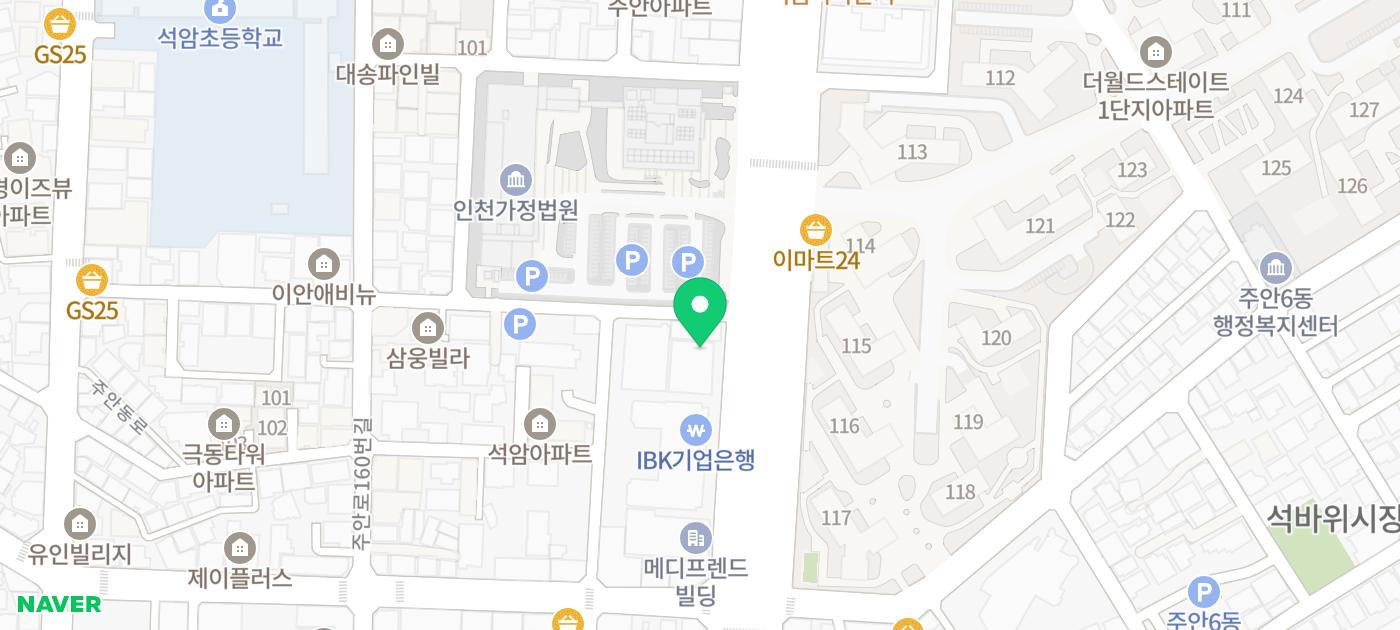 주안아파트
111
GS25
석암초등학교
대송파인빌
101
112
더월드스테이트
1단지아파트
124
127
113
123
125
126
아파트
인천가정법원
121
122
114
이마트24
GS25
이안애비뉴
P
P
P
P
주안6동
행정복지센터
삼웅빌라
115
120
주안동로
101
102
극동타워
아파트
주안로160번길
석암아파트
IBK기업은행
116
119
118
117
석바위시장
유인빌리지
제이플러스
메디프렌드
빌딩
P
주안6동
NAVER